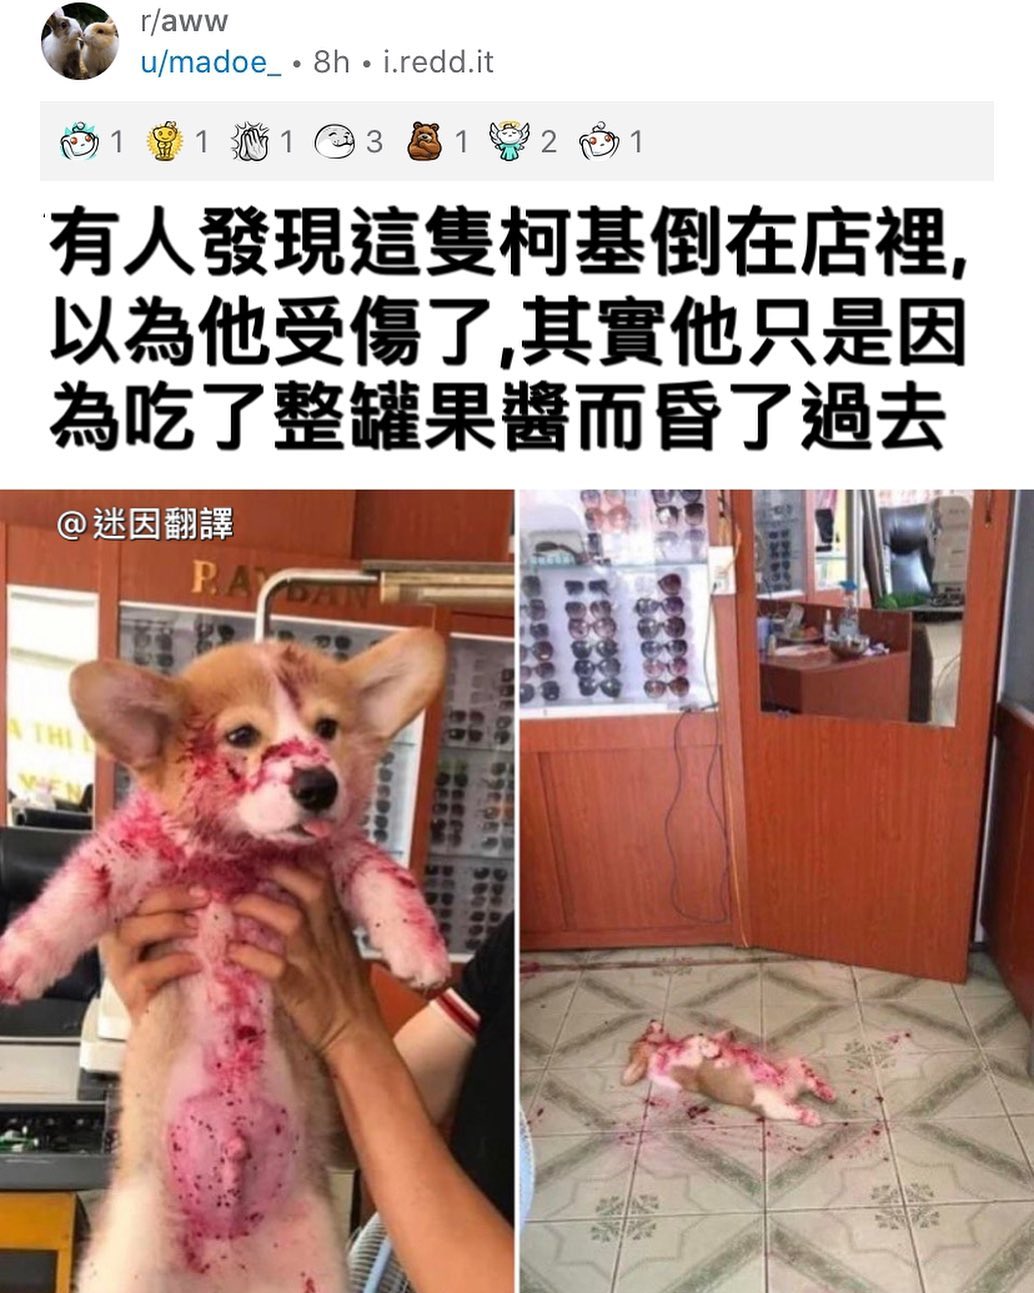 r/aww
u/madoe_ • 8h • i.redd.it
1 1 1 3 1 2 1
有人發現這隻柯基倒在店裡,
以為他受傷了,其實他只是因
為吃了整罐果醬而昏了過去
@迷因翻譯
A THI